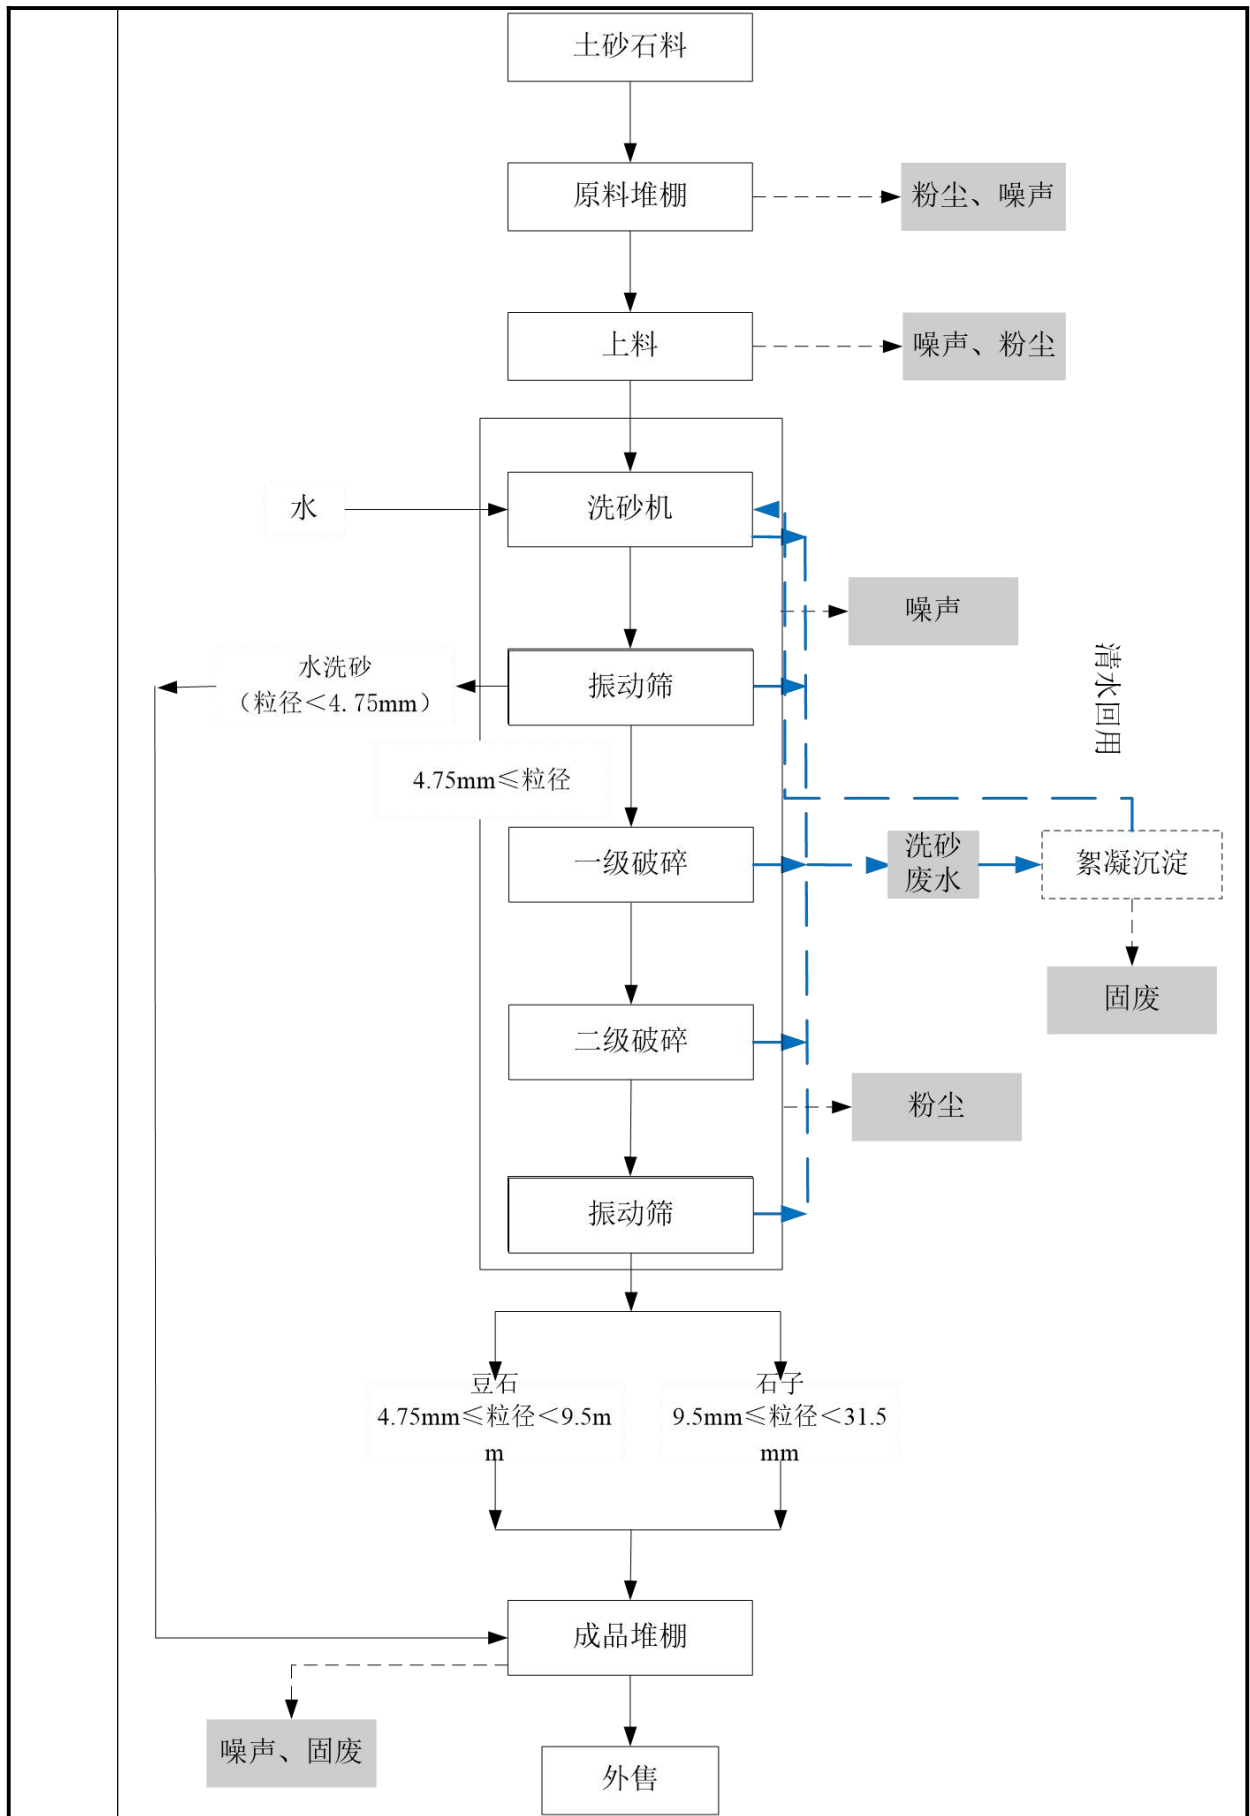 土砂石料
原料堆棚
粉尘、噪声
上料
噪声、粉尘
水
洗砂机
噪声
清水回用
水洗砂
（粒径＜4.75mm）
振动筛
4.75mm≤粒径
一级破碎
洗砂
废水
絮凝沉淀
固废
二级破碎
粉尘
振动筛
豆石
4.75mm≤粒径＜9.5m
m
石子
9.5mm≤粒径＜31.5
mm
成品堆棚
噪声、固废
外售